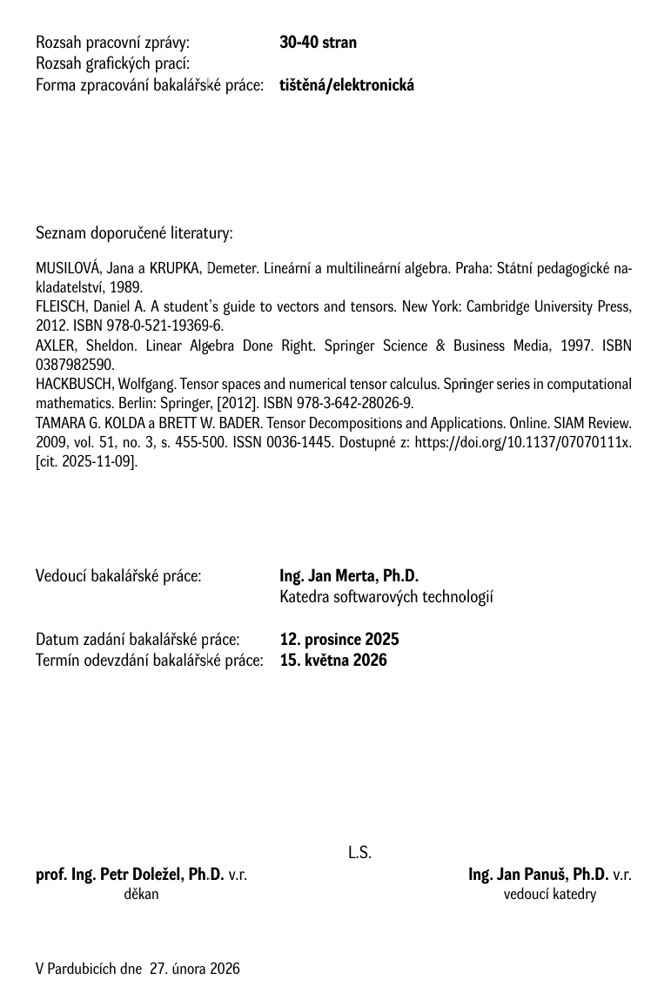 Rozsah pracovní zprávy: 30-40 stran
Rozsah grafických prací:
Forma zpracování bakalářské práce: tištěná/elektronická
Seznam doporučené literatury:
MUSILOVÁ, Jana a KRUPKA, Demeter. Lineární a multilineární algebra. Praha: Státní pedagogické na-
kladatelství, 1989.
FLEISCH, Daniel A. A student's guide to vectors and tensors. New York: Cambridge University Press,
2012. ISBN 978-0-521-19369-6.
AXLER, Sheldon. Linear Algebra Done Right. Springer Science & Business Media, 1997. ISBN
0387982590.
HACKBUSCH, Wolfgang. Tensor spaces and numerical tensor calculus. Springer series in computational
mathematics. Berlin: Springer, [2012]. ISBN 978-3-642-28026-9.
TAMARA G. KOLDA a BRETT W. BADER. Tensor Decompositions and Applications. Online. SIAM Review.
2009, vol. 51, no. 3, s. 455-500. ISSN 0036-1445. Dostupné z: https://doi.org/10.1137/07070111x.
[cit. 2025-11-09].
Vedoucí bakalářské práce: Ing. Jan Merta, Ph.D.
Katedra softwarových technologií
Datum zadání bakalářské práce: 12. prosince 2025
Termín odevzdání bakalářské práce: 15. května 2026
L.S.
prof. Ing. Petr Doležel, Ph.D. v.r. Ing. Jan Panuš, Ph.D. v.r.
děkan vedoucí katedry
V Pardubicích dne 27. února 2026